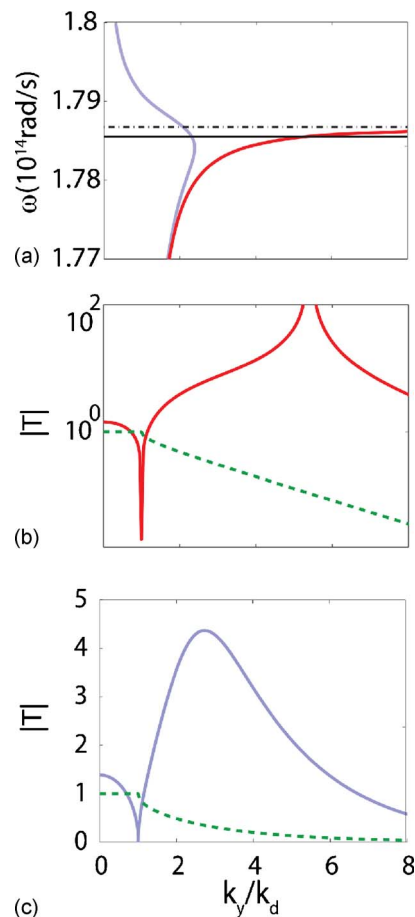 1.8
1.79
1.78
1.77
ω(10¹⁴rad/s)
(a)
10²
10⁰
|T|
(b)
5
4
3
2
1
0
|T|
0 2 4 6 8
k_y/k_d
(c)